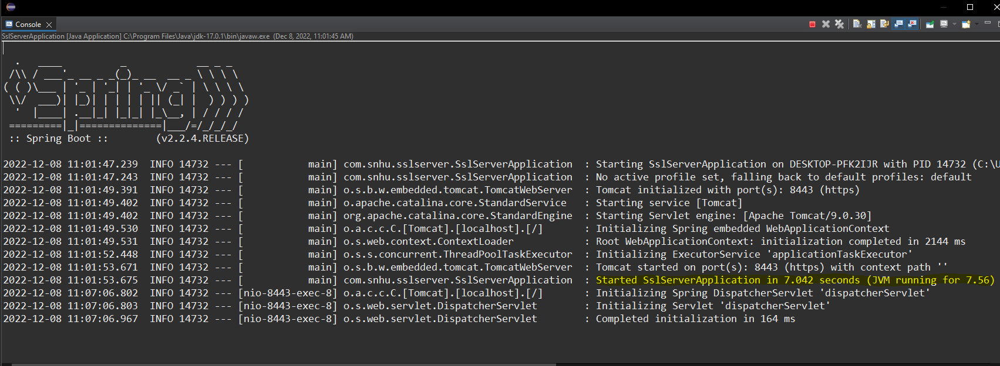 Console
SslServerApplication [Java Application] C:\Program Files\Java\jdk-17.0.1\bin\javaw.exe (Dec 8, 2022, 11:01:45 AM)
  .   ____          _            __ _ _
 /\\ / ___'_ __ _ _(_)_ __  __ _ \ \ \ \
( ( )\___ | '_ | '_| | '_ \/ _` | \ \ \ \
 \\/  ___)| |_)| | | | | || (_| |  ) ) ) )
  '  |____| .__|_| |_|_| |_\__, | / / / /
 =========|_|==============|___/=/_/_/_/
 :: Spring Boot ::        (v2.2.4.RELEASE)
2022-12-08 11:01:47.239  INFO 14732 --- [           main] com.snhu.sslserver.SslServerApplication  : Starting SslServerApplication on DESKTOP-PFK2IJR with PID 14732 (C:\U
2022-12-08 11:01:47.243  INFO 14732 --- [           main] com.snhu.sslserver.SslServerApplication  : No active profile set, falling back to default profiles: default
2022-12-08 11:01:49.391  INFO 14732 --- [           main] o.s.b.w.embedded.tomcat.TomcatWebServer  : Tomcat initialized with port(s): 8443 (https)
2022-12-08 11:01:49.402  INFO 14732 --- [           main] o.apache.catalina.core.StandardService   : Starting service [Tomcat]
2022-12-08 11:01:49.402  INFO 14732 --- [           main] org.apache.catalina.core.StandardEngine  : Starting Servlet engine: [Apache Tomcat/9.0.30]
2022-12-08 11:01:49.530  INFO 14732 --- [           main] o.a.c.c.C.[Tomcat].[localhost].[/]       : Initializing Spring embedded WebApplicationContext
2022-12-08 11:01:49.531  INFO 14732 --- [           main] o.s.web.context.ContextLoader            : Root WebApplicationContext: initialization completed in 2144 ms
2022-12-08 11:01:52.448  INFO 14732 --- [           main] o.s.s.concurrent.ThreadPoolTaskExecutor  : Initializing ExecutorService 'applicationTaskExecutor'
2022-12-08 11:01:53.671  INFO 14732 --- [           main] o.s.b.w.embedded.tomcat.TomcatWebServer  : Tomcat started on port(s): 8443 (https) with context path ''
2022-12-08 11:01:53.675  INFO 14732 --- [           main] com.snhu.sslserver.SslServerApplication  : Started SslServerApplication in 7.042 seconds (JVM running for 7.56)
2022-12-08 11:07:06.802  INFO 14732 --- [nio-8443-exec-8] o.a.c.c.C.[Tomcat].[localhost].[/]       : Initializing Spring DispatcherServlet 'dispatcherServlet'
2022-12-08 11:07:06.803  INFO 14732 --- [nio-8443-exec-8] o.s.web.servlet.DispatcherServlet        : Initializing Servlet 'dispatcherServlet'
2022-12-08 11:07:06.967  INFO 14732 --- [nio-8443-exec-8] o.s.web.servlet.DispatcherServlet        : Completed initialization in 164 ms